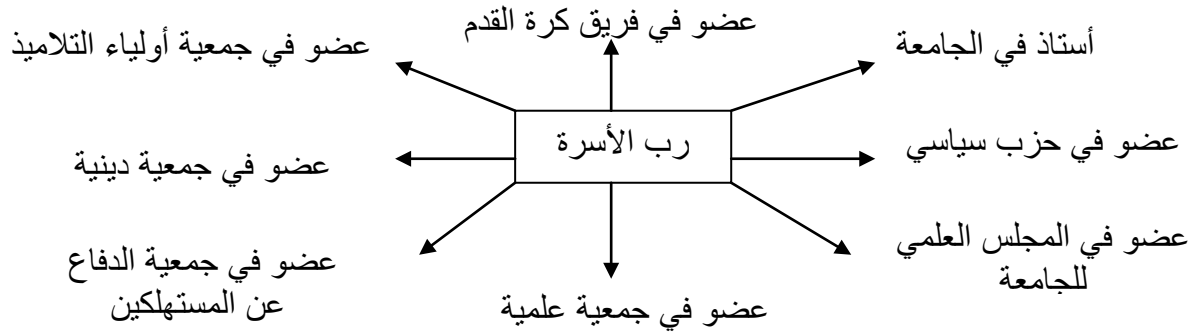 عضو في فريق كرة القدم
أستاذ في الجامعة
عضو في جمعية أولياء التلاميذ
رب الأسرة
عضو في حزب سياسي
عضو في جمعية دينية
عضو في المجلس العلمي
للجامعة
عضو في جمعية الدفاع
عن المستهلكين
عضو في جمعية علمية